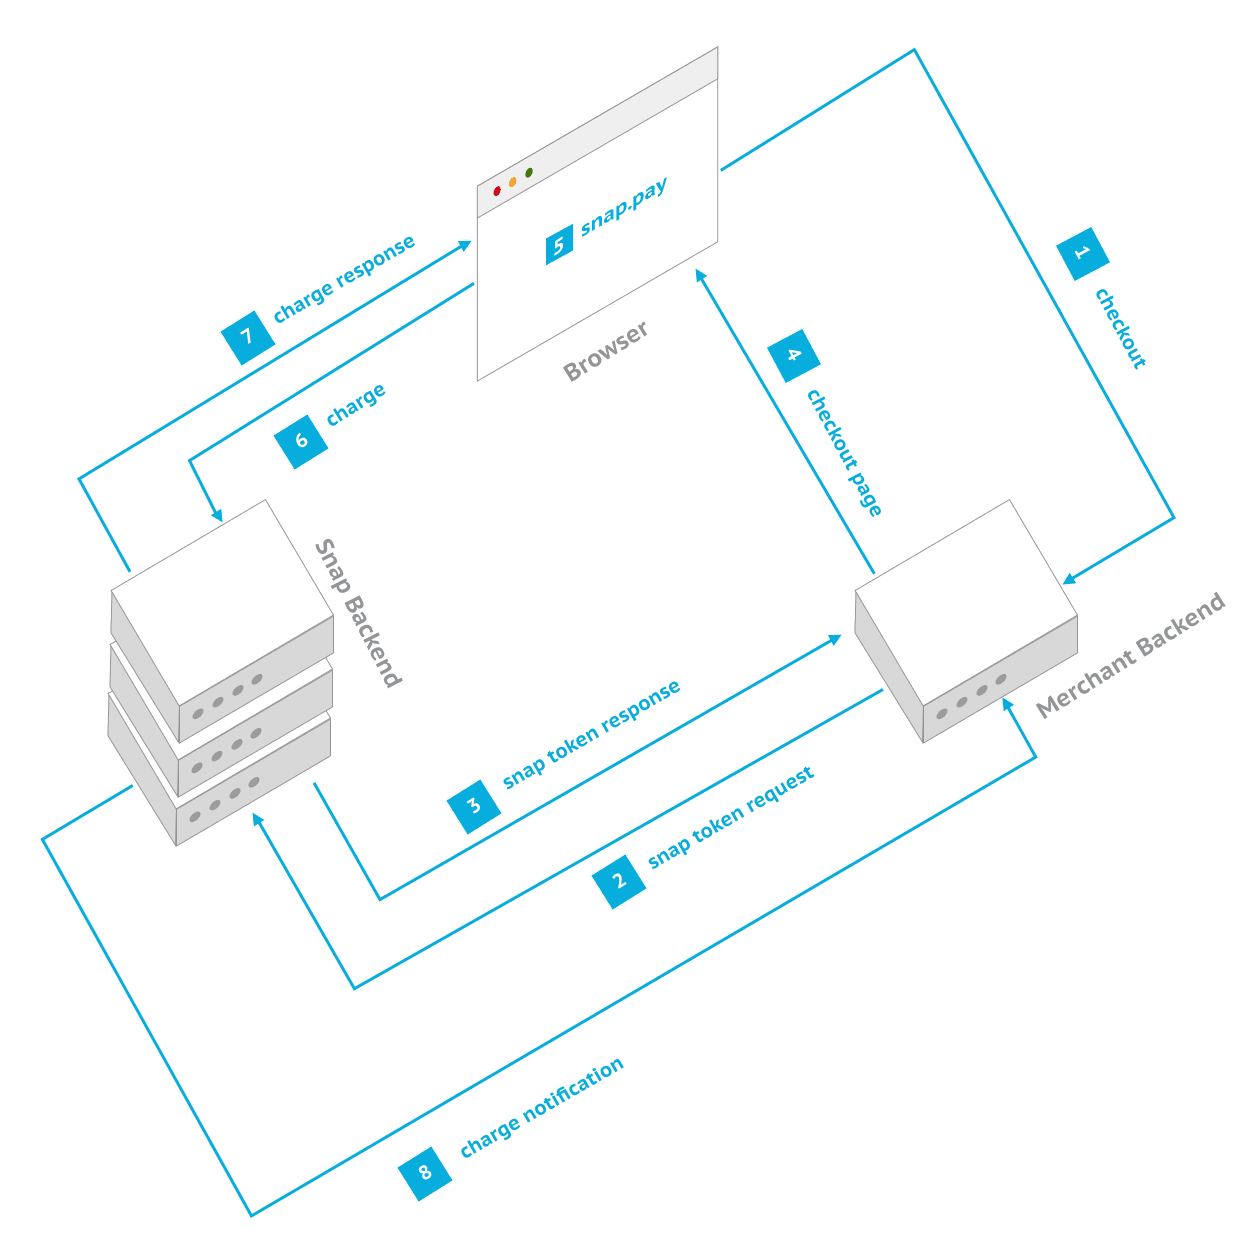 1 checkout
5 snap.pay
7 charge response
Browser
4 checkout page
6 charge
Snap Backend
Merchant Backend
3 snap token response
2 snap token request
8 charge notification